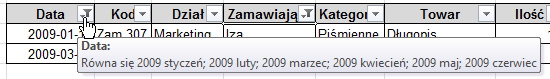 Data Kod Dział Zamawiają Kategor Towar Ilość
2009-01- Zam 307 Marketing Iza Piśmienne Długopis
2009-03-
Data:
Równa się 2009 styczeń; 2009 luty; 2009 marzec; 2009 kwiecień; 2009 maj; 2009 czerwiec